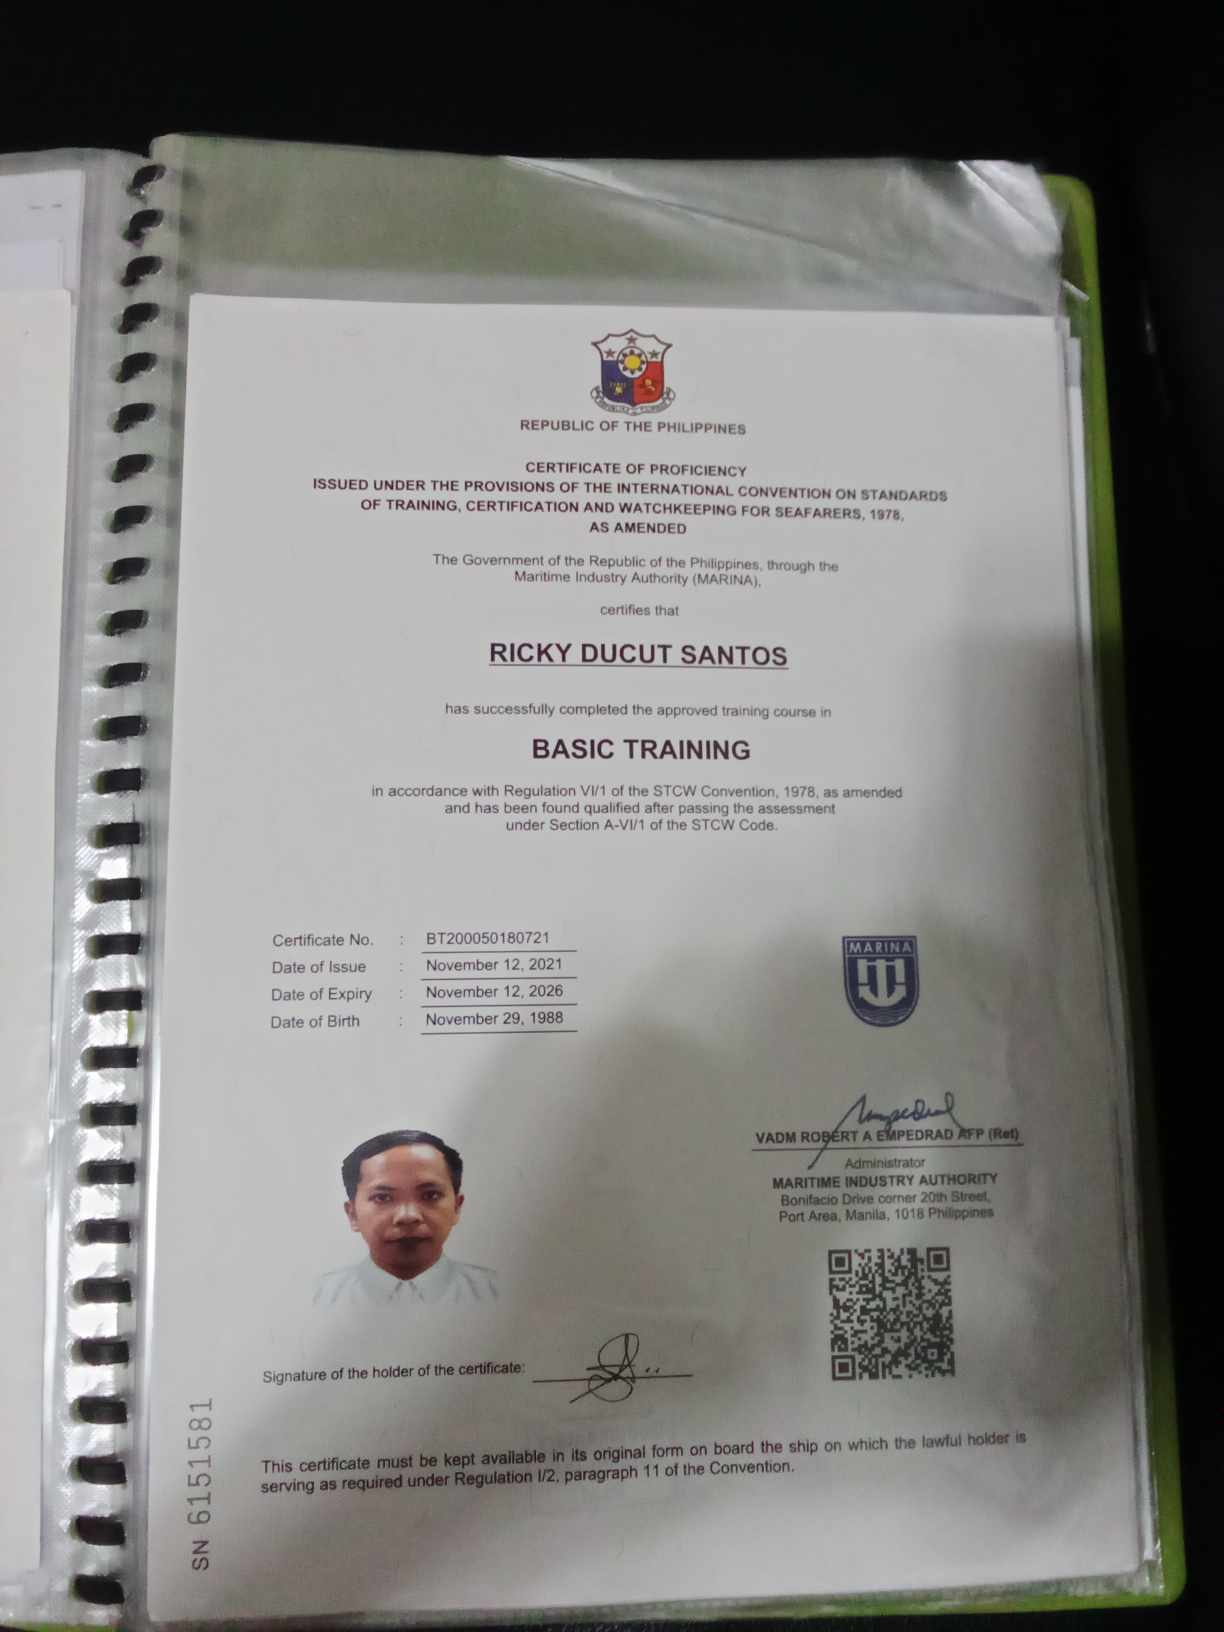 REPUBLIC OF THE PHILIPPINES
CERTIFICATE OF PROFICIENCY
ISSUED UNDER THE PROVISIONS OF THE INTERNATIONAL CONVENTION ON STANDARDS
OF TRAINING, CERTIFICATION AND WATCHKEEPING FOR SEAFARERS, 1978,
AS AMENDED
The Government of the Republic of the Philippines, through the
Maritime Industry Authority (MARINA),
certifies that
RICKY DUCUT SANTOS
has successfully completed the approved training course in
BASIC TRAINING
in accordance with Regulation VI/1 of the STCW Convention, 1978, as amended
and has been found qualified after passing the assessment
under Section A-VI/1 of the STCW Code.
Certificate No. : BT200050180721
Date of Issue : November 12, 2021
Date of Expiry : November 12, 2026
Date of Birth : November 29, 1988
MARINA
VADM ROBERT A EMPEDRAD AFP (Ret)
Administrator
MARITIME INDUSTRY AUTHORITY
Bonifacio Drive corner 20th Street,
Port Area, Manila, 1018 Philippines
Signature of the holder of the certificate:
This certificate must be kept available in its original form on board the ship on which the lawful holder is
serving as required under Regulation I/2, paragraph 11 of the Convention.
SN 6151581